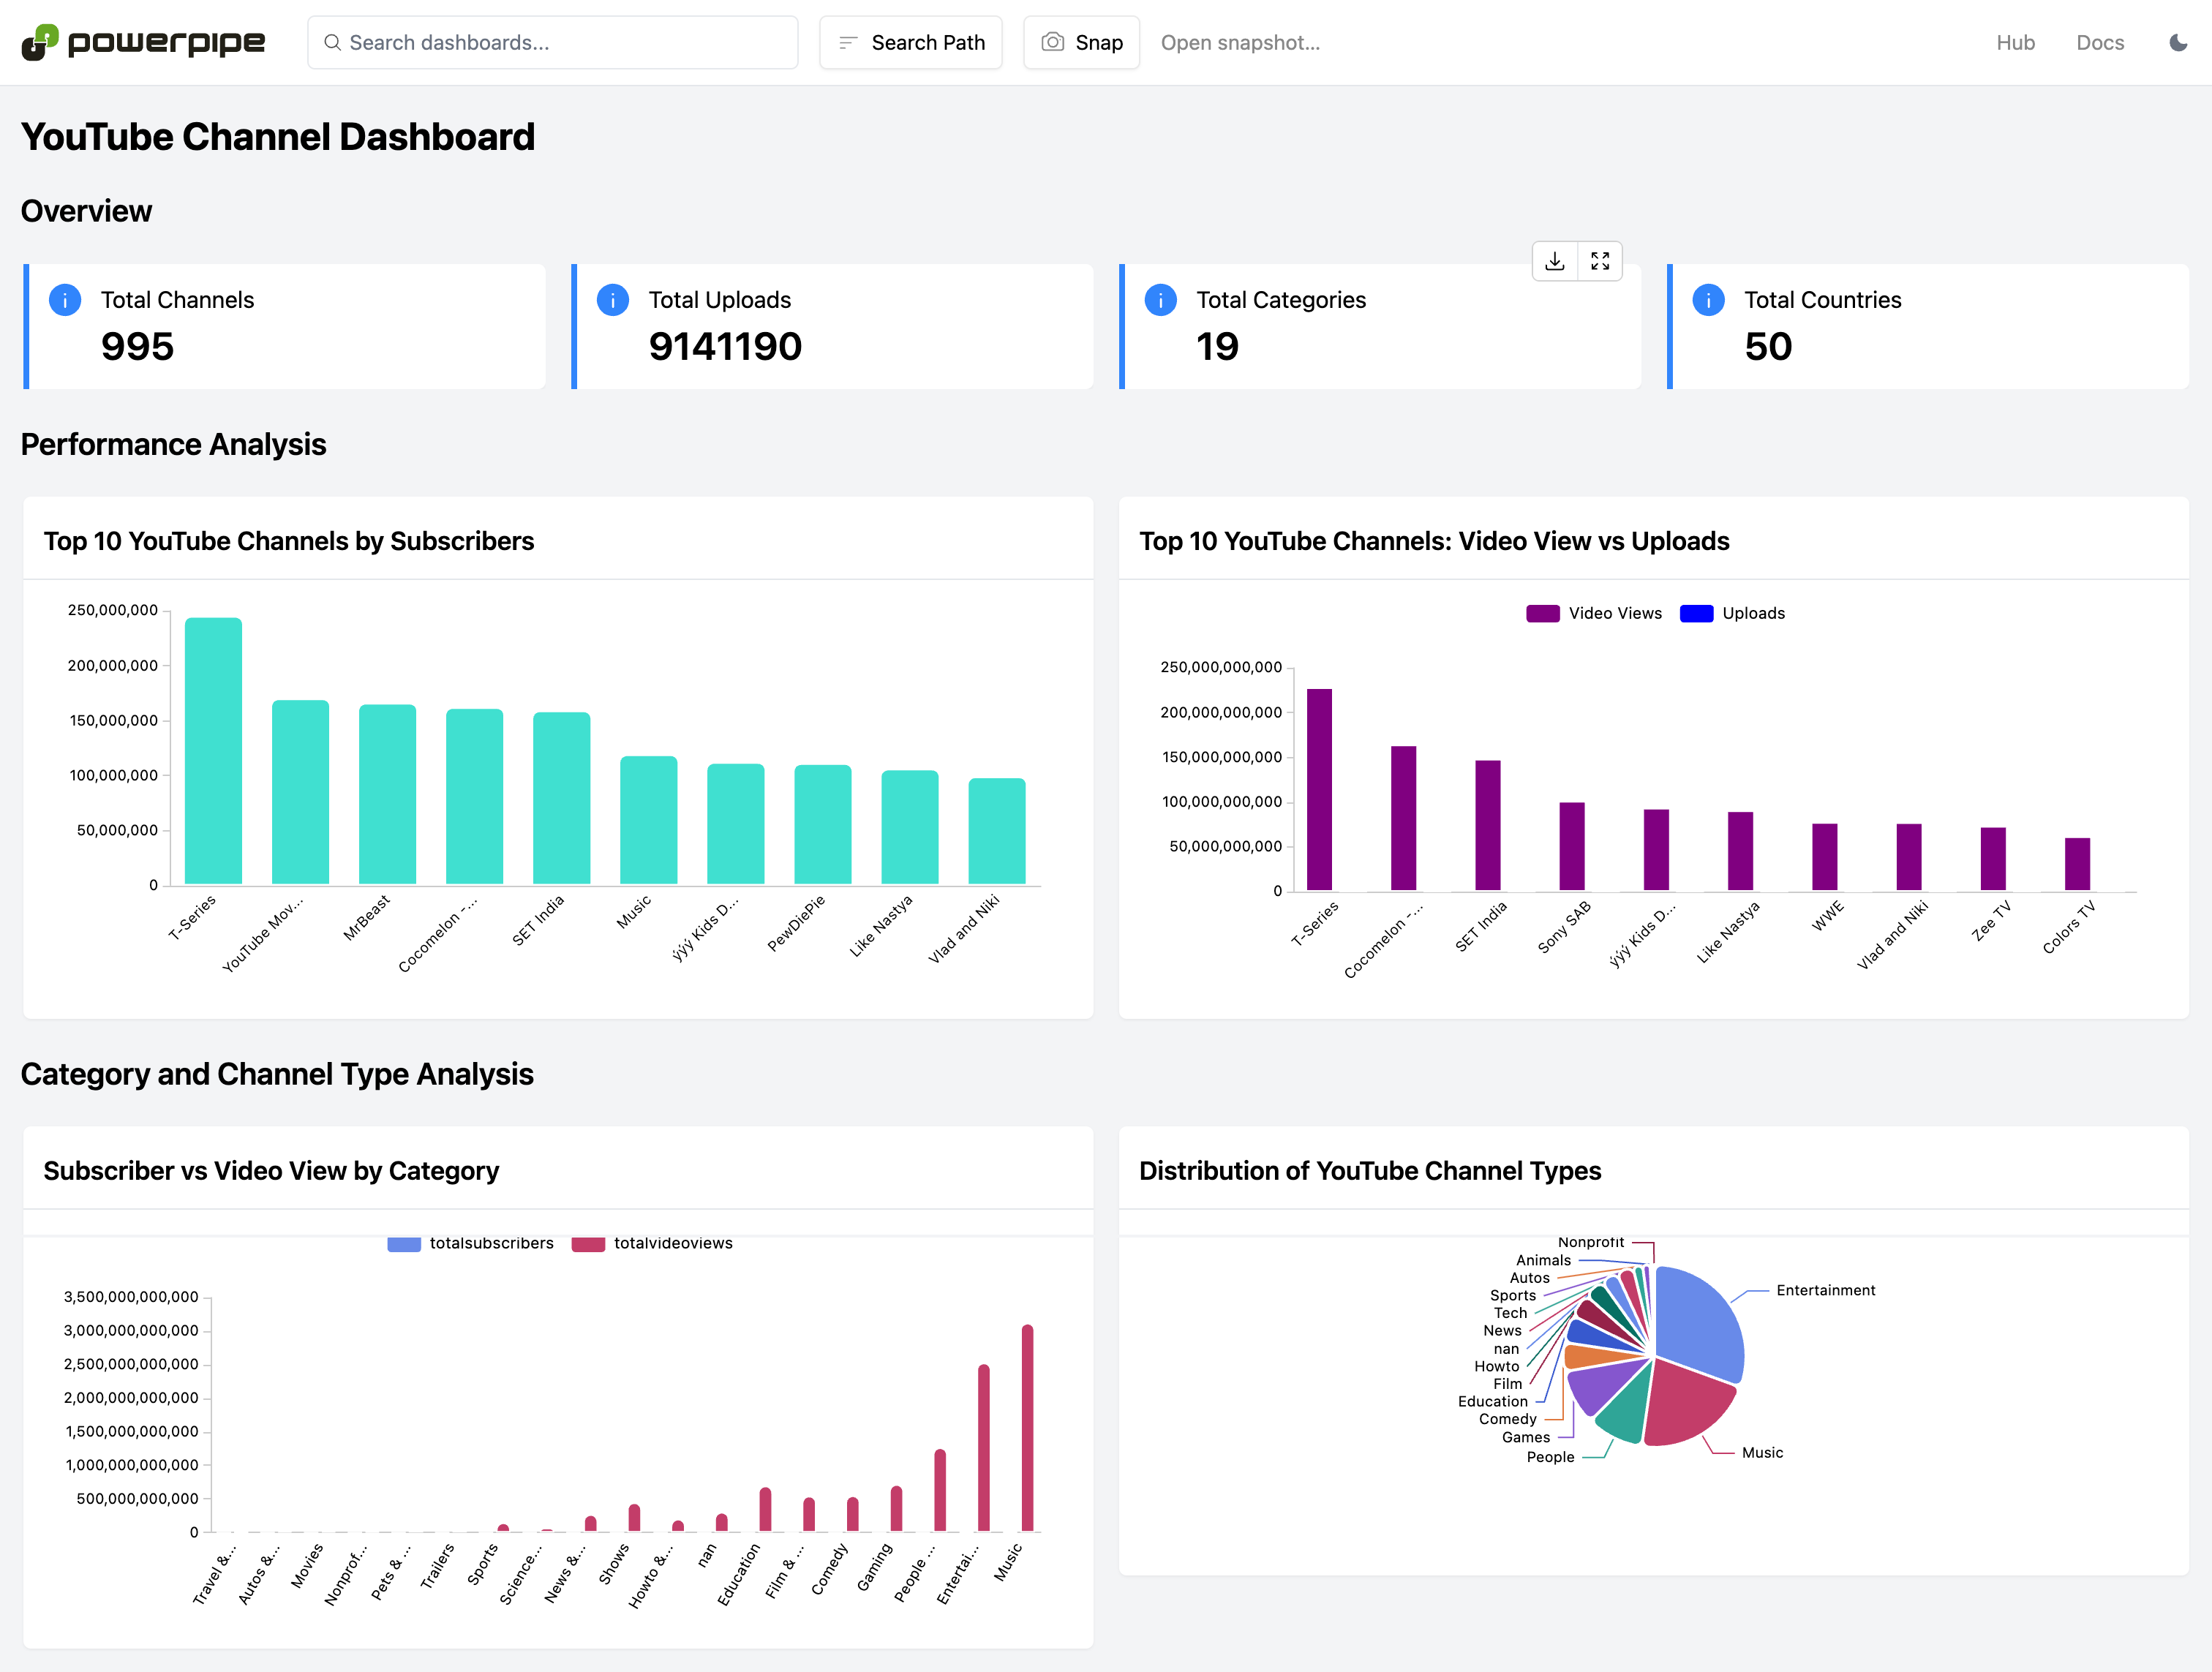 powerpipe
Search dashboards...
Search Path
Snap
Open snapshot...
Hub
Docs
YouTube Channel Dashboard
Overview
Total Channels
995
Total Uploads
9141190
Total Categories
19
Total Countries
50
Performance Analysis
Top 10 YouTube Channels by Subscribers
250,000,000
200,000,000
150,000,000
100,000,000
50,000,000
0
T-Series
YouTube Mov...
MrBeast
Cocomelon -...
SET India
Music
ýýý Kids D...
PewDiePie
Like Nastya
Vlad and Niki
Top 10 YouTube Channels: Video View vs Uploads
Video Views
Uploads
250,000,000,000
200,000,000,000
150,000,000,000
100,000,000,000
50,000,000,000
0
T-Series
Cocomelon -...
SET India
Sony SAB
ýýý Kids D...
Like Nastya
WWE
Vlad and Niki
Zee TV
Colors TV
Category and Channel Type Analysis
Subscriber vs Video View by Category
totalsubscribers
totalvideoviews
3,500,000,000,000
3,000,000,000,000
2,500,000,000,000
2,000,000,000,000
1,500,000,000,000
1,000,000,000,000
500,000,000,000
0
Travel &...
Autos &...
Movies
Nonprof...
Pets & ...
Trailers
Sports
Science...
News &...
Shows
Howto &...
nan
Education
Film & ...
Comedy
Gaming
People ...
Entertai...
Music
Distribution of YouTube Channel Types
Nonprofit
Animals
Autos
Sports
Tech
News
nan
Howto
Film
Education
Comedy
Games
People
Entertainment
Music